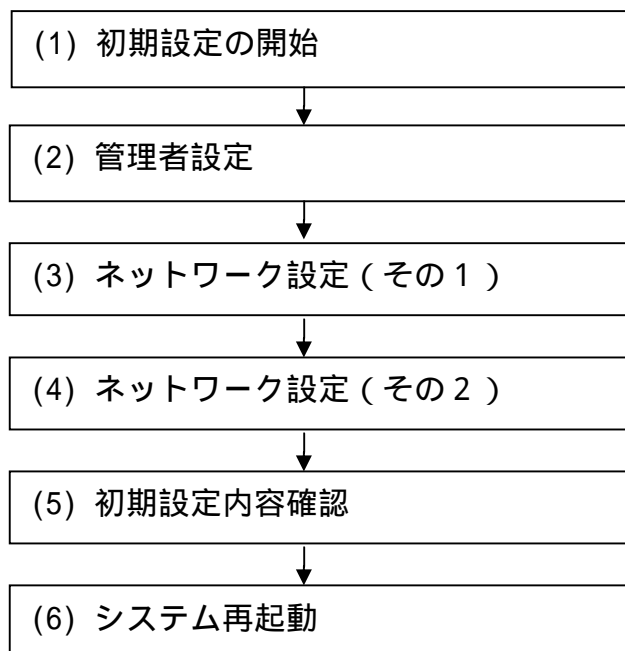 (1) 初期設定の開始
(2) 管理者設定
(3) ネットワーク設定(その1)
(4) ネットワーク設定(その2)
(5) 初期設定内容確認
(6) システム再起動